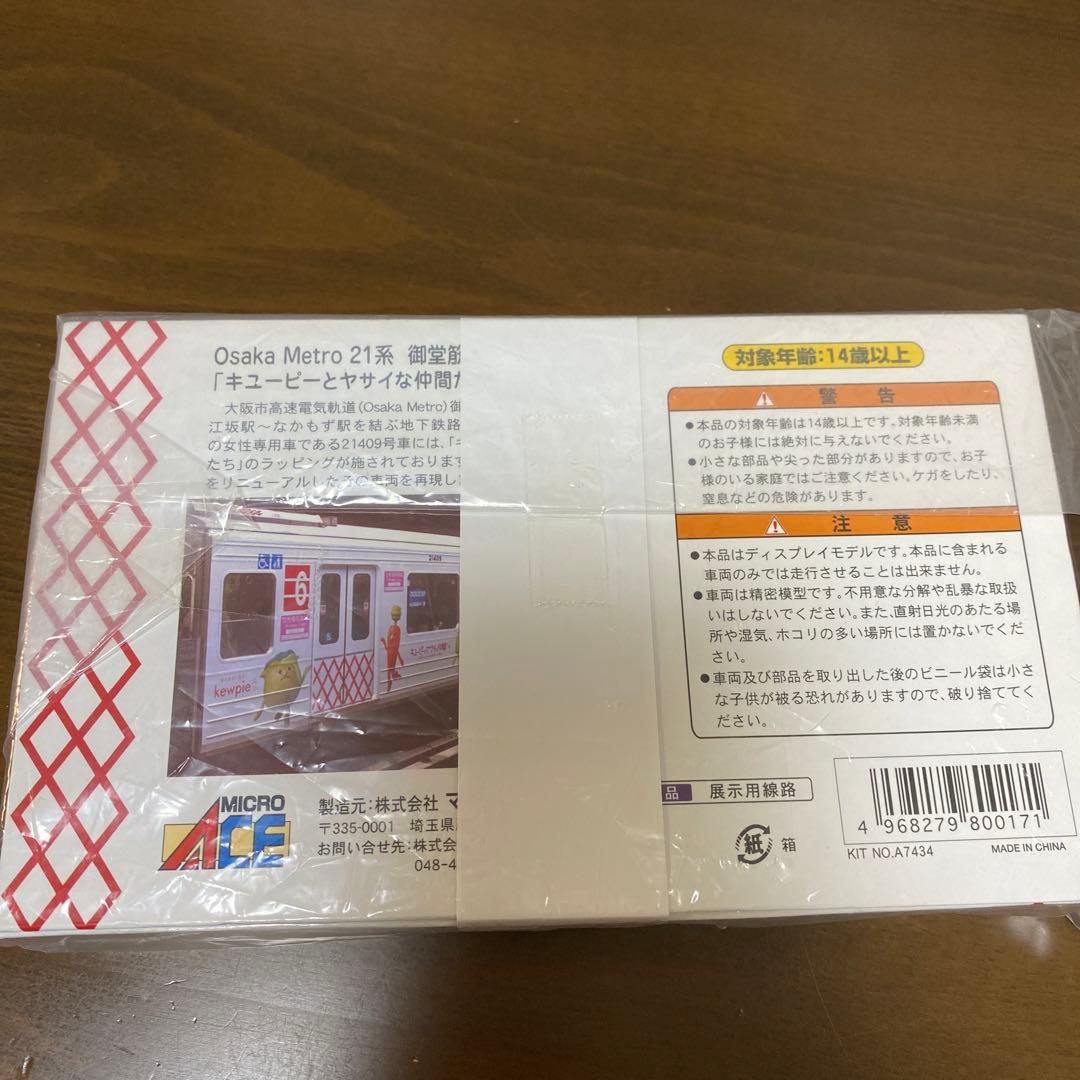 Osaka Metro 21系 御堂筋
「キユーピーとヤサイな仲間た
大阪市高速電気軌道(Osaka Metro)御
江坂駅～なかもず駅を結ぶ地下鉄路
の女性専用車である21409号車には、「キ
たち」のラッピングが施されております
をリニューアルしたこの車両を再現し
21409
6
kewpie
MICRO
ACE
製造元:株式会社 マ
〒335-0001 埼玉県
お問い合せ先:株式会
048-4
対象年齢:14歳以上
警告
●本品の対象年齢は14歳以上です。対象年齢未満
のお子様には絶対に与えないでください。
●小さな部品や尖った部分がありますので、お子
様のいる家庭ではご注意ください。ケガをしたり、
窒息などの危険があります。
注意
●本品はディスプレイモデルです。本品に含まれる
車両のみでは走行させることは出来ません。
●車両は精密模型です。不用意な分解や乱暴な取扱
いはしないでください。また、直射日光のあたる場
所や湿気、ホコリの多い場所には置かないでくだ
さい。
●車両及び部品を取り出した後のビニール袋は小さ
な子供が被る恐れがありますので、破り捨ててく
ださい。
品 展示用線路
紙 箱
4 968279 800171
KIT NO.A7434 MADE IN CHINA